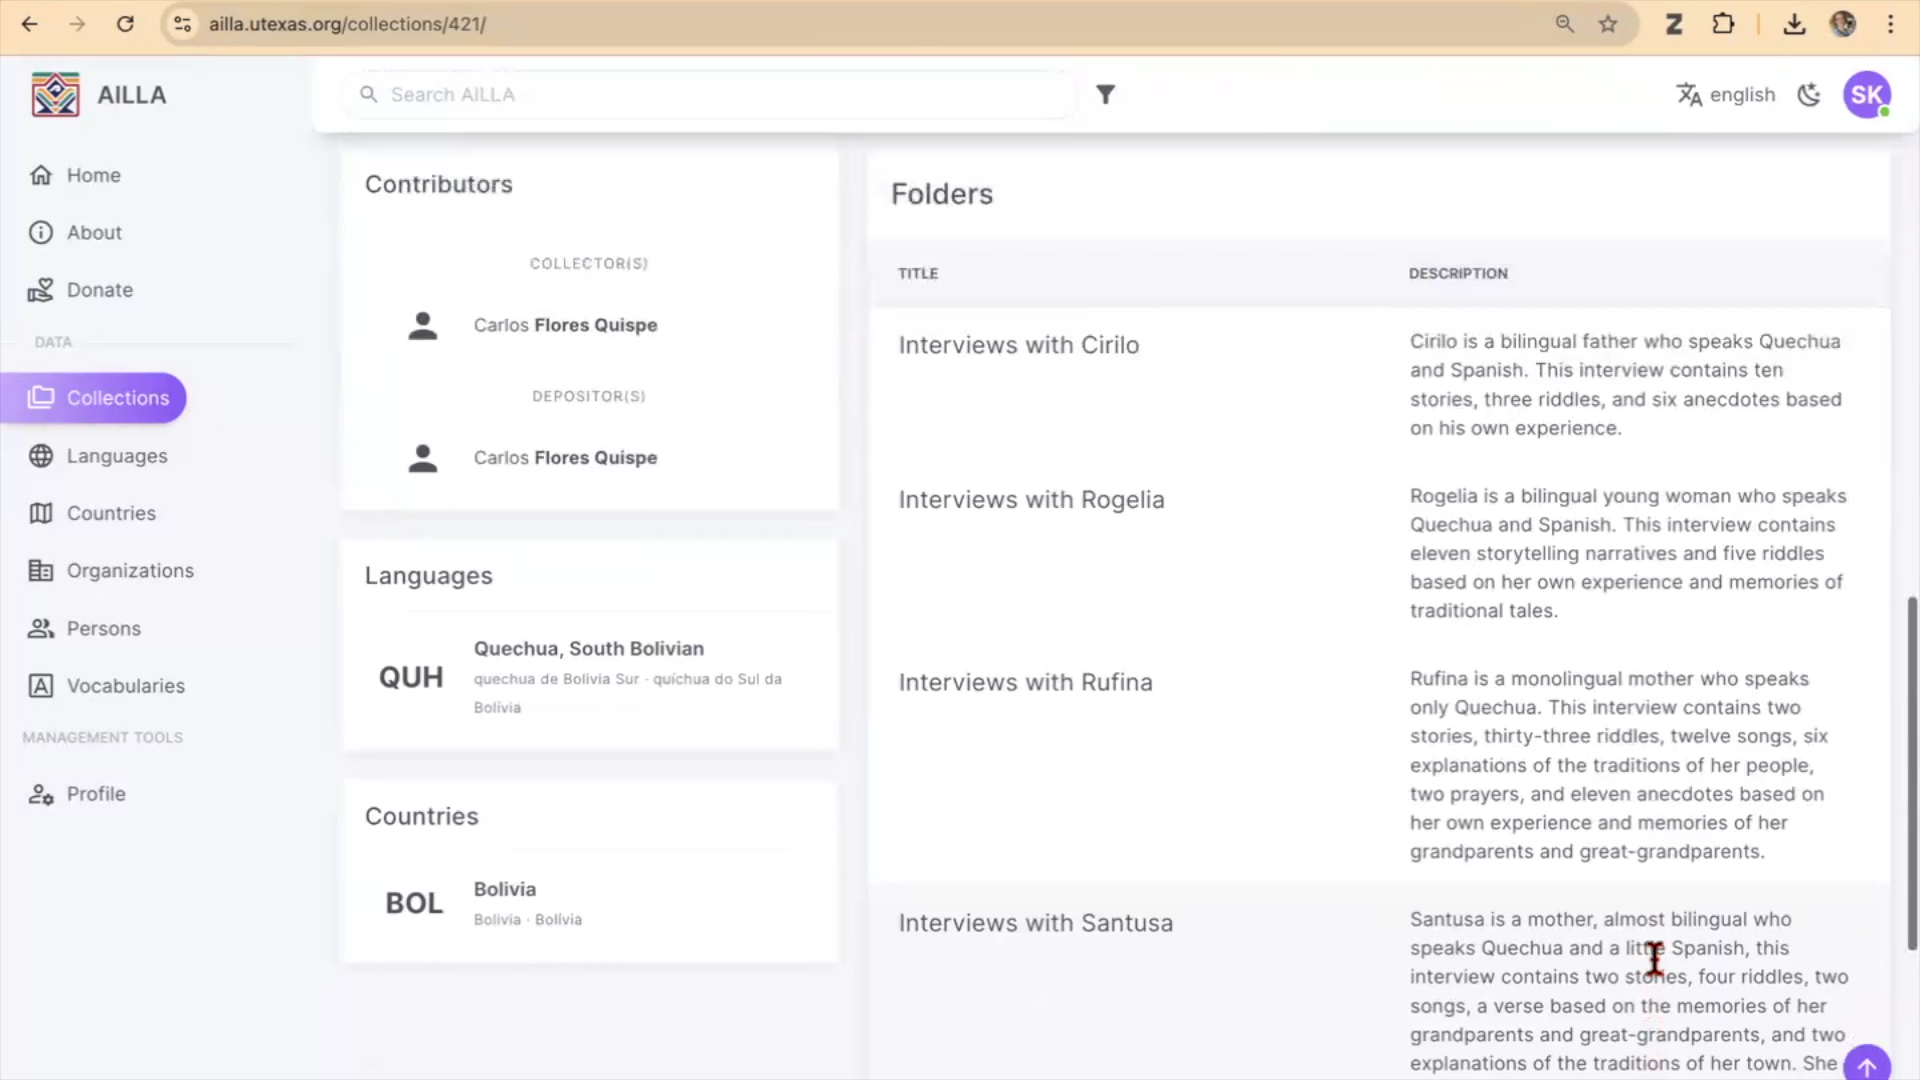 ailla.utexas.org/collections/421/
Z
AILLA
Search AILLA
english
SK
Home
About
Donate
DATA
Collections
Languages
Countries
Organizations
Persons
Vocabularies
MANAGEMENT TOOLS
Profile
Contributors
COLLECTOR(S)
Carlos Flores Quispe
DEPOSITOR(S)
Carlos Flores Quispe
Languages
QUH
Quechua, South Bolivian
quechua de Bolivia Sur · quíchua do Sul da
Bolívia
Countries
BOL
Bolivia
Bolivia · Bolívia
Folders
TITLE
DESCRIPTION
Interviews with Cirilo
Cirilo is a bilingual father who speaks Quechua
and Spanish. This interview contains ten
stories, three riddles, and six anecdotes based
on his own experience.
Interviews with Rogelia
Rogelia is a bilingual young woman who speaks
Quechua and Spanish. This interview contains
eleven storytelling narratives and five riddles
based on her own experience and memories of
traditional tales.
Interviews with Rufina
Rufina is a monolingual mother who speaks
only Quechua. This interview contains two
stories, thirty-three riddles, twelve songs, six
explanations of the traditions of her people,
two prayers, and eleven anecdotes based on
her own experience and memories of her
grandparents and great-grandparents.
Interviews with Santusa
Santusa is a mother, almost bilingual who
speaks Quechua and a little Spanish, this
interview contains two stories, four riddles, two
songs, a verse based on the memories of her
grandparents and great-grandparents, and two
explanations of the traditions of her town. She